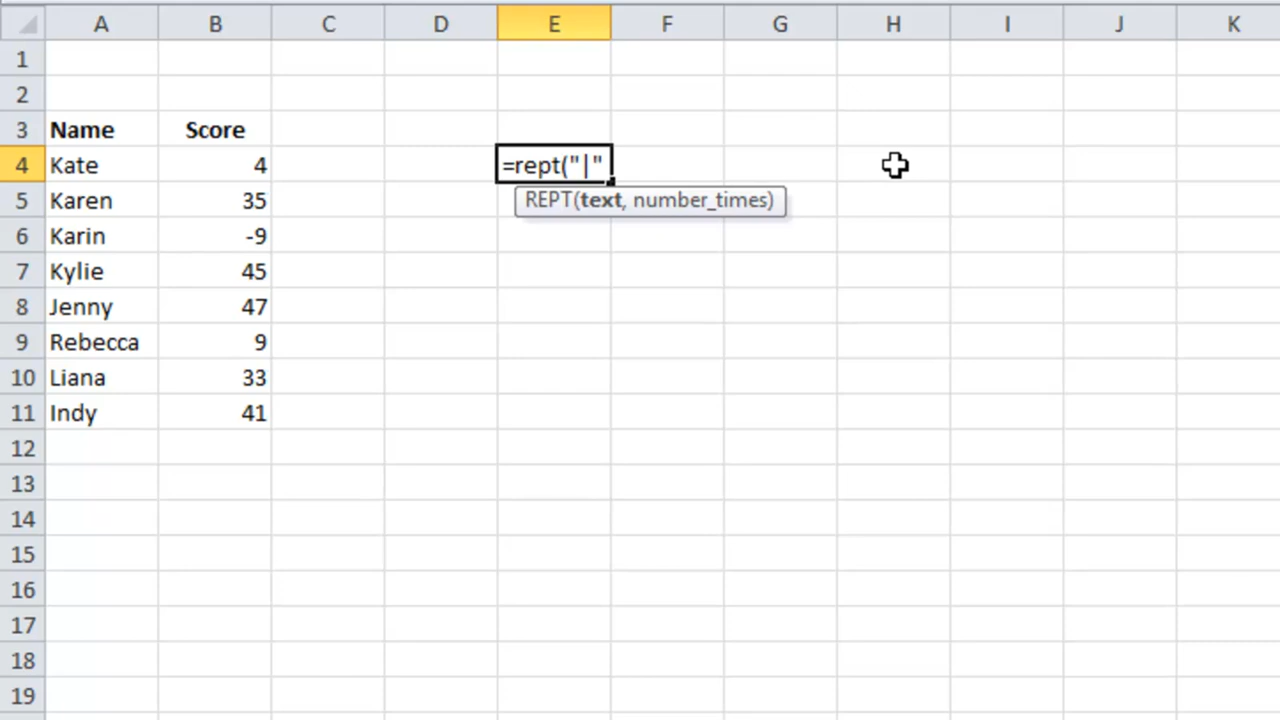 A B C D E F G H I J K
1
2
3 Name Score
4 Kate 4 =rept("|"
5 Karen 35 REPT(text, number_times)
6 Karin -9
7 Kylie 45
8 Jenny 47
9 Rebecca 9
10 Liana 33
11 Indy 41
12
13
14
15
16
17
18
19